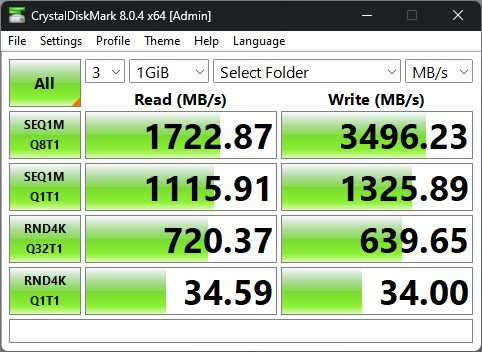 CrystalDiskMark 8.0.4 x64 [Admin]
File Settings Profile Theme Help Language
All 3 1GiB Select Folder MB/s
Read (MB/s) Write (MB/s)
SEQ1M
Q8T1 1722.87 3496.23
SEQ1M
Q1T1 1115.91 1325.89
RND4K
Q32T1 720.37 639.65
RND4K
Q1T1 34.59 34.00